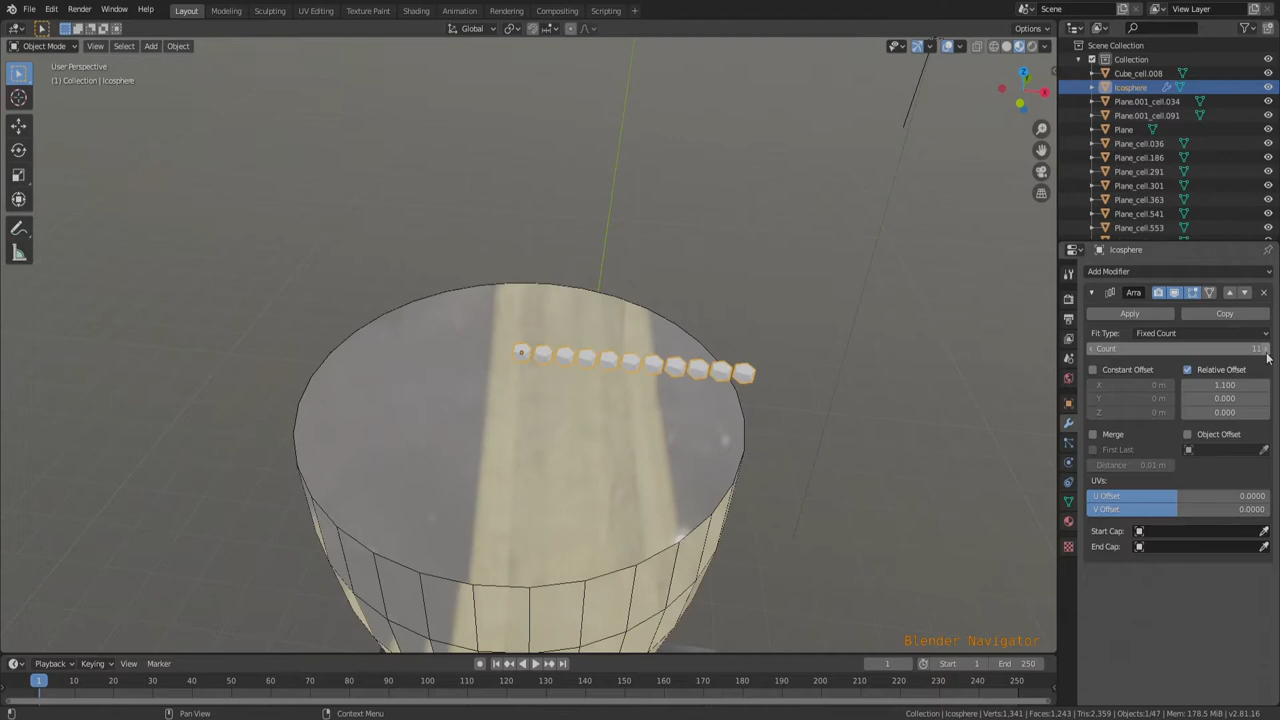 File Edit Render Window Help Layout Modeling Sculpting UV Editing Texture Paint Shading Animation Rendering Compositing Scripting + Scene View Layer
Global Options
Object Mode View Select Add Object
User Perspective
(1) Collection | Icosphere
Z
Y
X
Scene Collection
Collection
Cube_cell.008
Icosphere
Plane.001_cell.034
Plane.001_cell.091
Plane
Plane_cell.036
Plane_cell.186
Plane_cell.291
Plane_cell.301
Plane_cell.363
Plane_cell.541
Plane_cell.553
Icosphere
Add Modifier
Arra
Apply Copy
Fit Type: Fixed Count
Count 11
Constant Offset Relative Offset
X 0 m 1.100
Y 0 m 0.000
Z 0 m 0.000
Merge Object Offset
First Last
Distance 0.01 m
UVs:
U Offset 0.0000
V Offset 0.0000
Start Cap:
End Cap:
Blender Navigator
Playback Keying View Marker 1 Start 1 End 250
1 10 20 30 40 50 60 70 80 90 100 110 120 130 140 150 160 170 180 190 200 210 220 230 240 250
Pan View Context Menu Collection | Icosphere | Verts:1,341 | Faces:1,243 | Tris:2,359 | Objects:1/47 | Mem: 178.5 MiB | v2.81.16